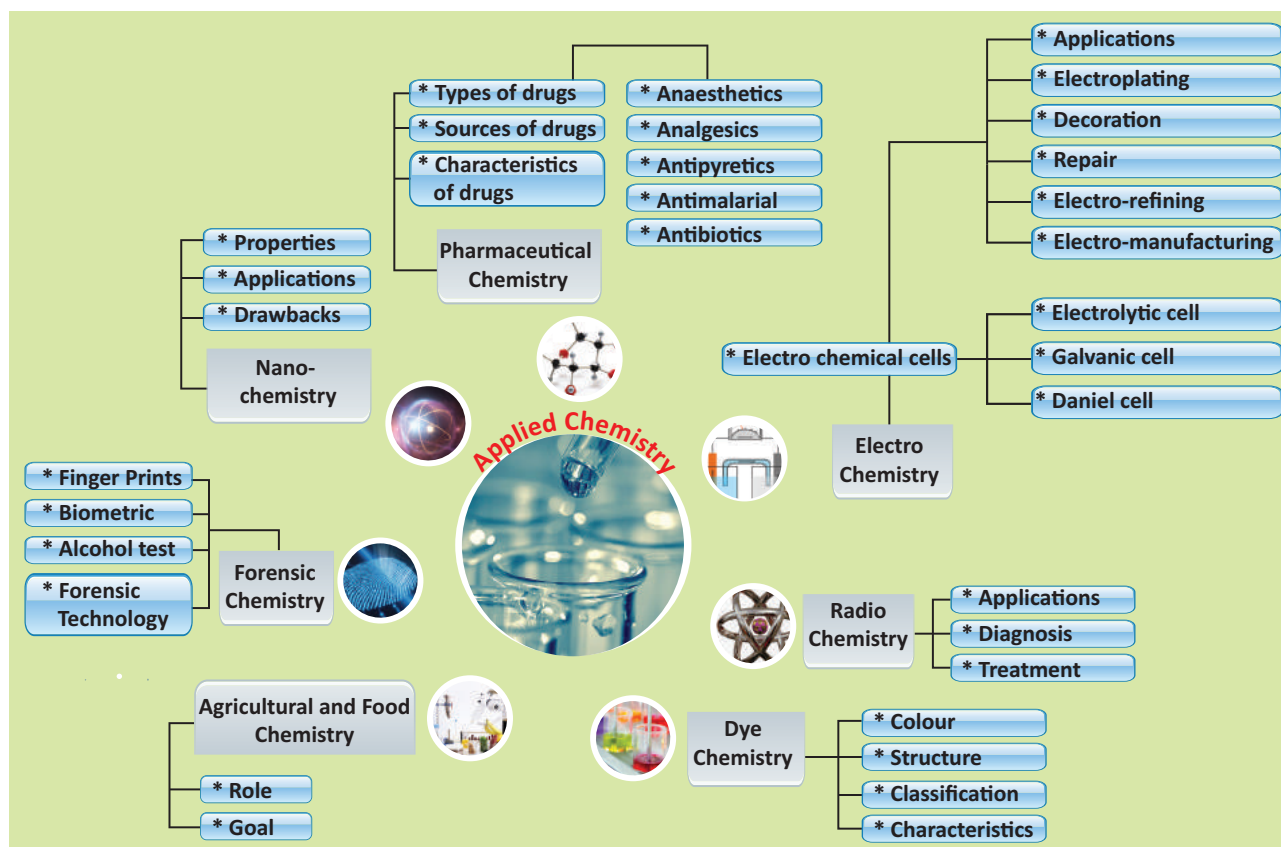 * Types of drugs
* Sources of drugs
* Characteristics
of drugs
Pharmaceutical
Chemistry
* Anaesthetics
* Analgesics
* Antipyretics
* Antimalarial
* Antibiotics
* Applications
* Electroplating
* Decoration
* Repair
* Electro-refining
* Electro-manufacturing
* Electro chemical cells
* Electrolytic cell
* Galvanic cell
* Daniel cell
Electro
Chemistry
* Properties
* Applications
* Drawbacks
Nano-
chemistry
Applied Chemistry
* Finger Prints
* Biometric
* Alcohol test
* Forensic
Technology
Forensic
Chemistry
Radio
Chemistry
* Applications
* Diagnosis
* Treatment
Agricultural and Food
Chemistry
* Role
* Goal
Dye
Chemistry
* Colour
* Structure
* Classification
* Characteristics